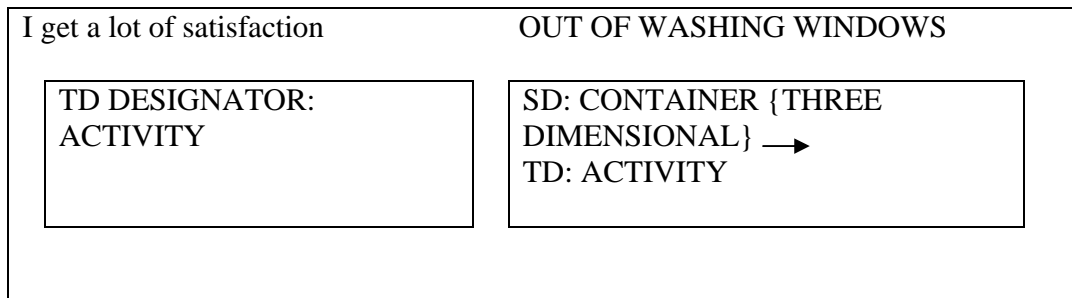 I get a lot of satisfaction OUT OF WASHING WINDOWS
TD DESIGNATOR:
ACTIVITY
SD: CONTAINER {THREE
DIMENSIONAL} →
TD: ACTIVITY